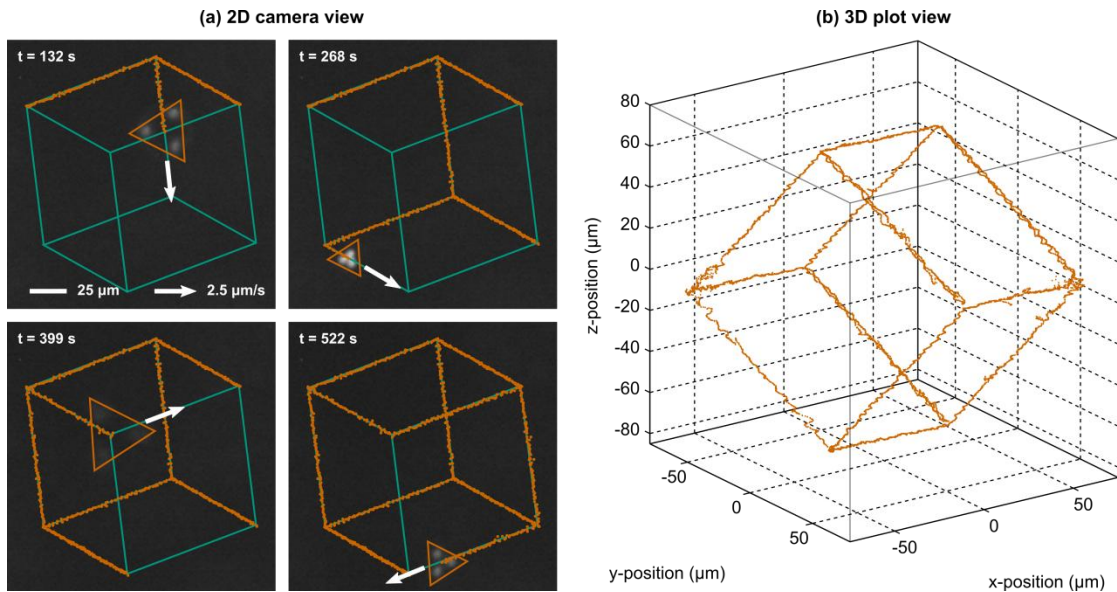 (a) 2D camera view
(b) 3D plot view
t = 132 s
t = 268 s
25 µm
2.5 µm/s
t = 399 s
t = 522 s
80
60
40
20
0
-20
-40
-60
-80
z-position (µm)
-50
0
50
y-position (µm)
-50
0
50
x-position (µm)